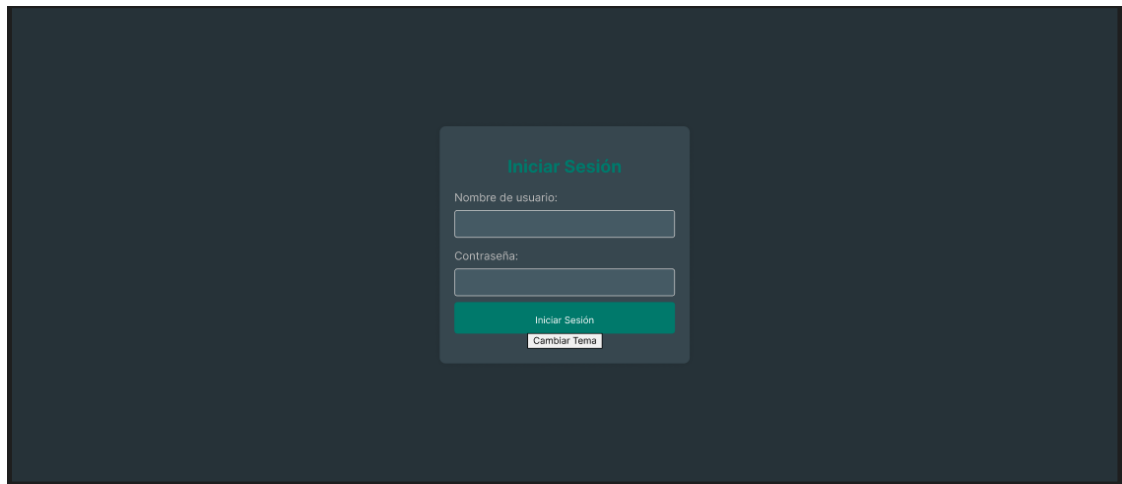 Iniciar Sesión
Nombre de usuario:
Contraseña:
Iniciar Sesión
Cambiar Tema